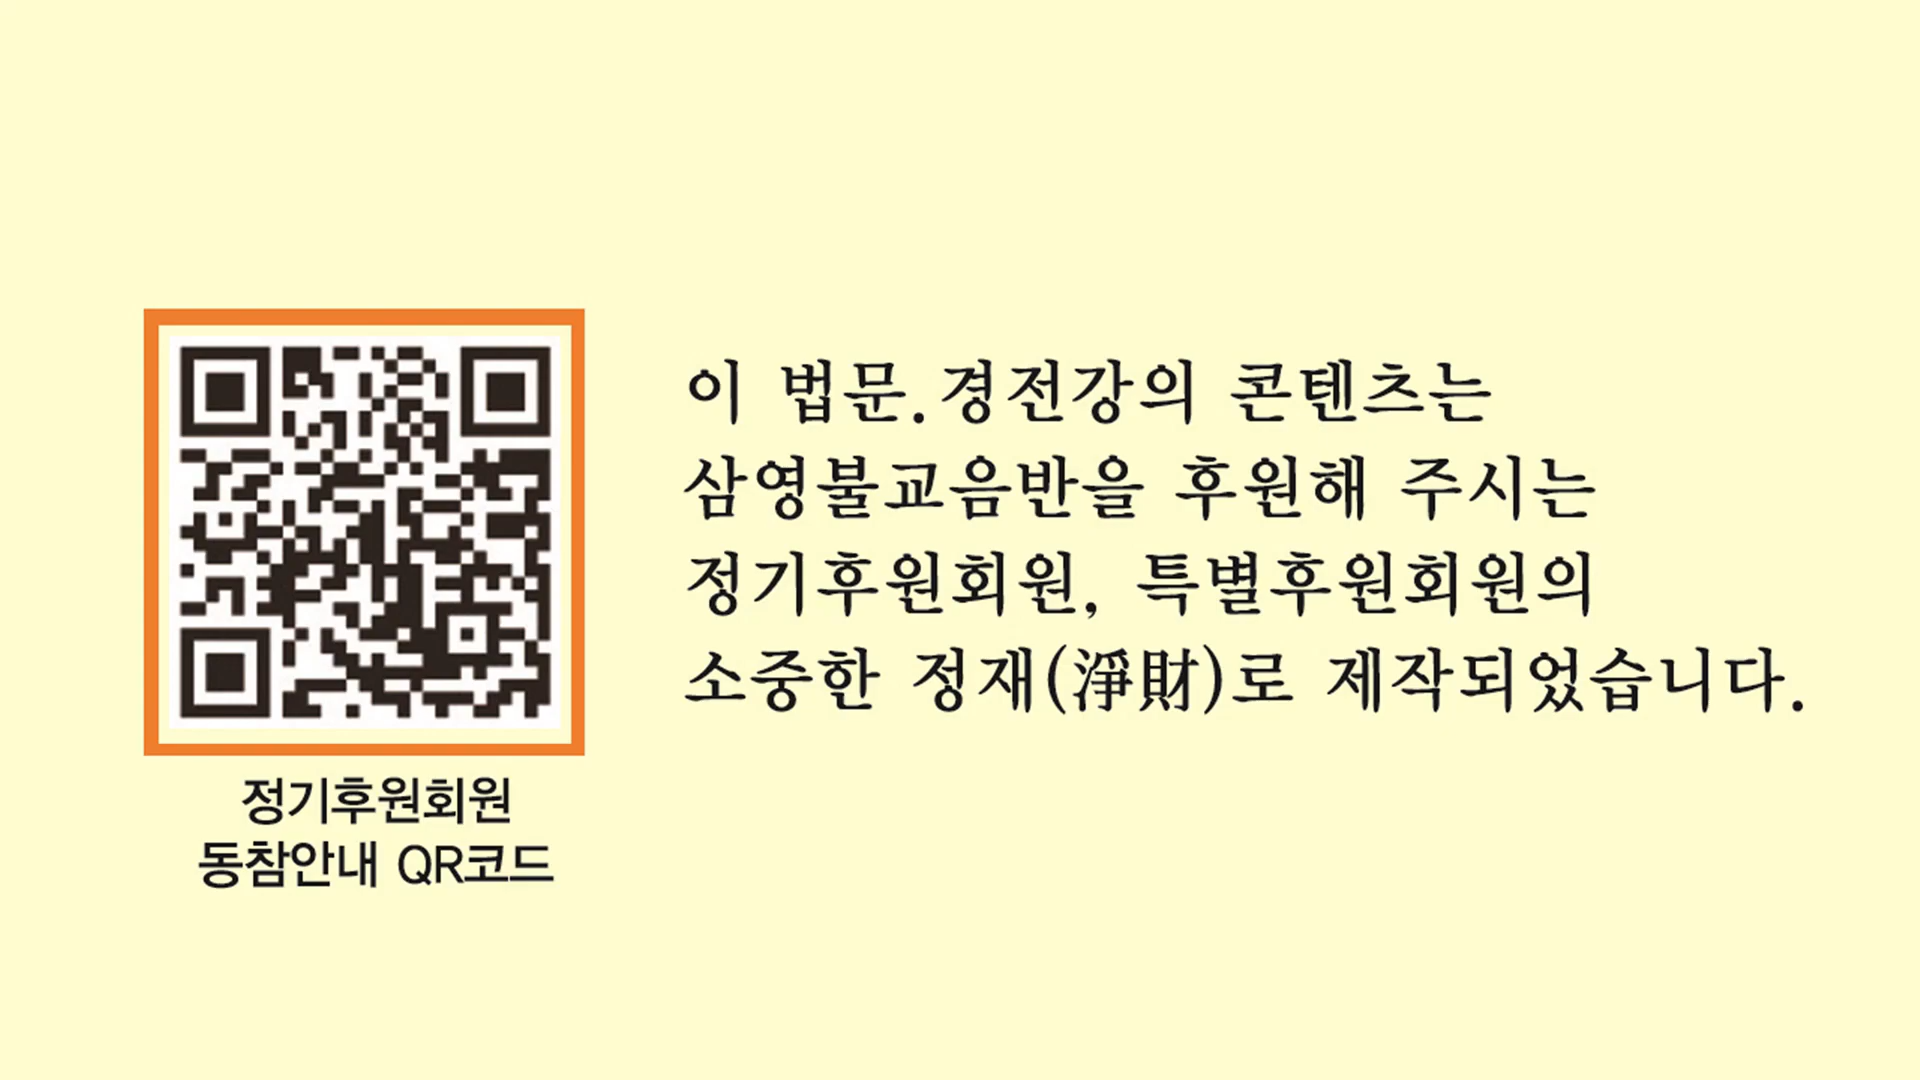 이 법문.경전강의 콘텐츠는
삼영불교음반을 후원해 주시는
정기후원회원, 특별후원회원의
소중한 정재(淨財)로 제작되었습니다.
정기후원회원
동참안내 QR코드